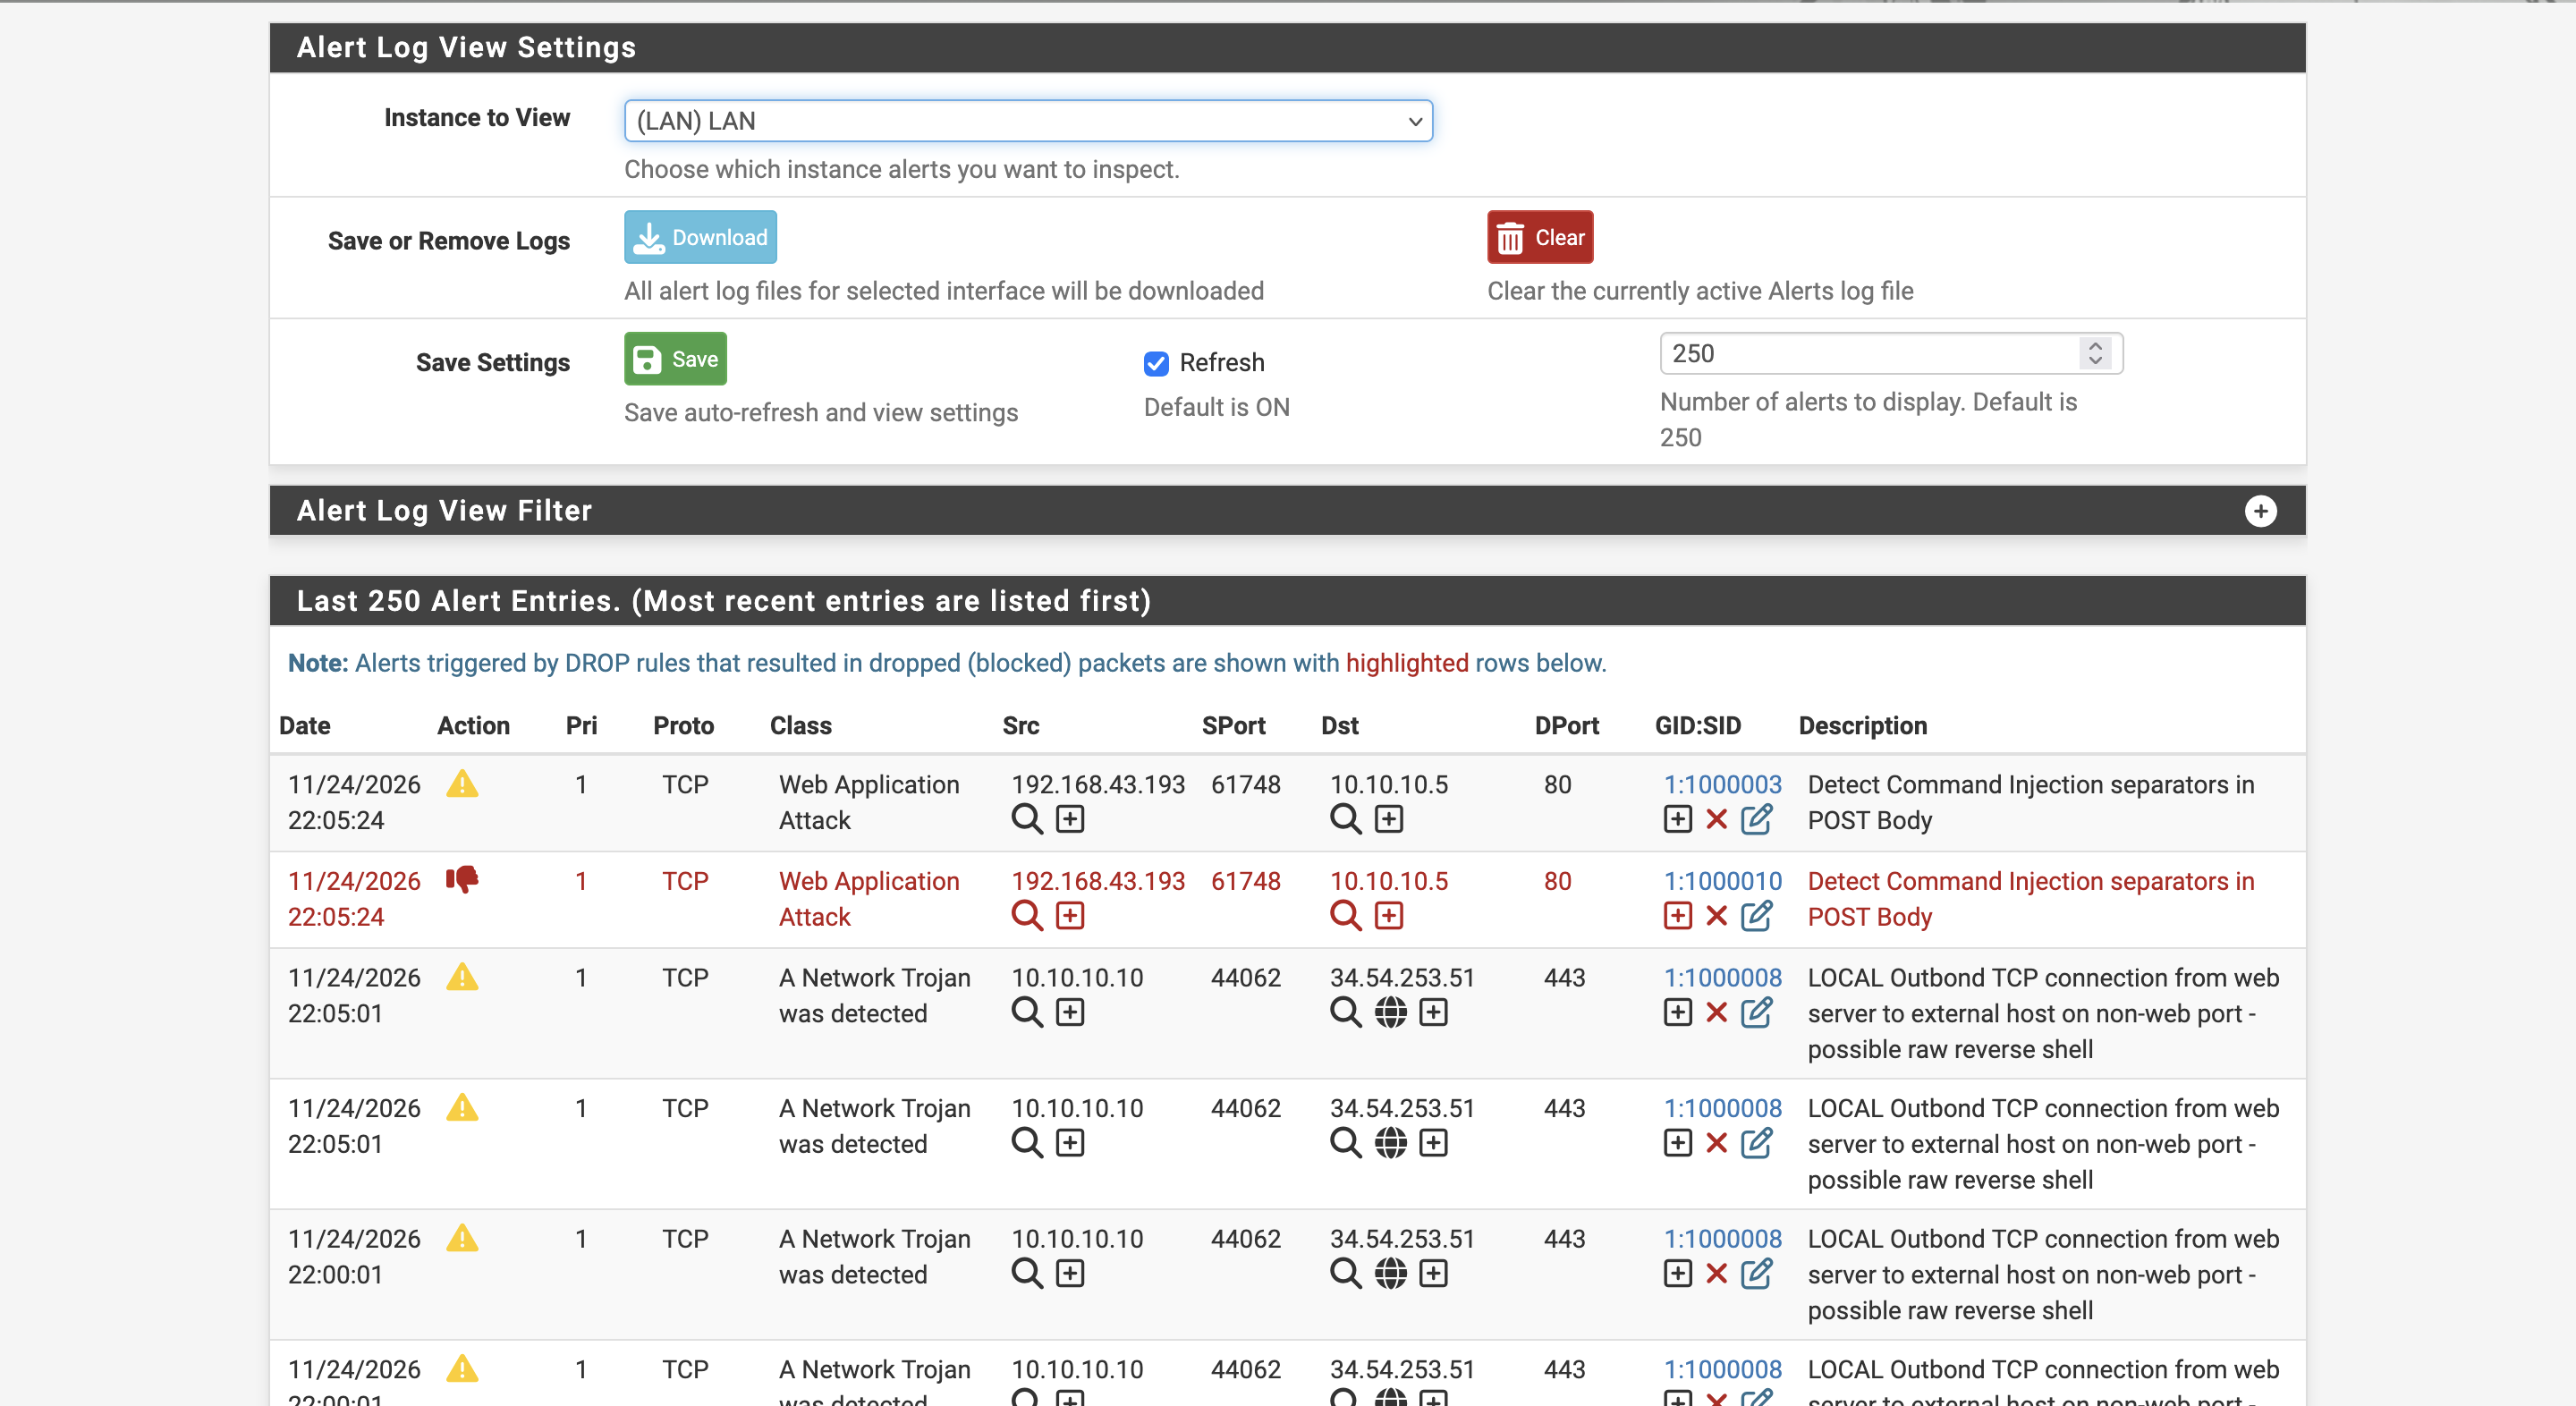 Alert Log View Settings
Instance to View
(LAN) LAN
Choose which instance alerts you want to inspect.
Save or Remove Logs
Download
Clear
All alert log files for selected interface will be downloaded
Clear the currently active Alerts log file
Save Settings
Save
Refresh
250
Save auto-refresh and view settings
Default is ON
Number of alerts to display. Default is
250
Alert Log View Filter
Last 250 Alert Entries. (Most recent entries are listed first)
Note: Alerts triggered by DROP rules that resulted in dropped (blocked) packets are shown with highlighted rows below.
Date Action Pri Proto Class Src SPort Dst DPort GID:SID Description
11/24/2026 1 TCP Web Application 192.168.43.193 61748 10.10.10.5 80 1:1000003 Detect Command Injection separators in
22:05:24 Attack POST Body
11/24/2026 1 TCP Web Application 192.168.43.193 61748 10.10.10.5 80 1:1000010 Detect Command Injection separators in
22:05:24 Attack POST Body
11/24/2026 1 TCP A Network Trojan 10.10.10.10 44062 34.54.253.51 443 1:1000008 LOCAL Outbond TCP connection from web
22:05:01 was detected server to external host on non-web port -
possible raw reverse shell
11/24/2026 1 TCP A Network Trojan 10.10.10.10 44062 34.54.253.51 443 1:1000008 LOCAL Outbond TCP connection from web
22:05:01 was detected server to external host on non-web port -
possible raw reverse shell
11/24/2026 1 TCP A Network Trojan 10.10.10.10 44062 34.54.253.51 443 1:1000008 LOCAL Outbond TCP connection from web
22:00:01 was detected server to external host on non-web port -
possible raw reverse shell
11/24/2026 1 TCP A Network Trojan 10.10.10.10 44062 34.54.253.51 443 1:1000008 LOCAL Outbond TCP connection from web
22:00:01 was detected server to external host on non-web port -